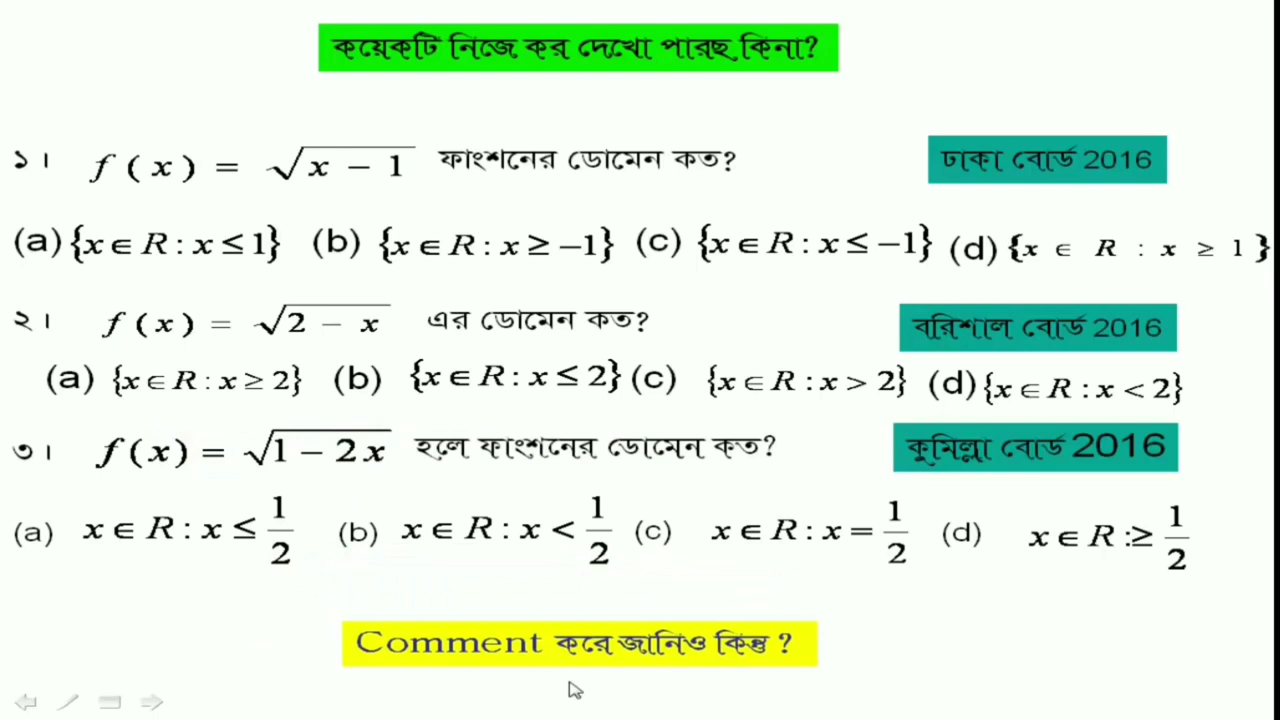 কয়েকটি নিজে কর দেখো পারছ কিনা?
১। f(x) = √(x − 1) ফাংশনের ডোমেন কত? ঢাকা বোর্ড 2016
(a) {x ∈ R : x ≤ 1} (b) {x ∈ R : x ≥ −1} (c) {x ∈ R : x ≤ −1} (d) {x ∈ R : x ≥ 1}
২। f(x) = √(2 − x) এর ডোমেন কত? বরিশাল বোর্ড 2016
(a) {x ∈ R : x ≥ 2} (b) {x ∈ R : x ≤ 2} (c) {x ∈ R : x > 2} (d) {x ∈ R : x < 2}
৩। f(x) = √(1 − 2x) হলে ফাংশনের ডোমেন কত? কুমিল্লা বোর্ড 2016
(a) x ∈ R : x ≤ 1/2 (b) x ∈ R : x < 1/2 (c) x ∈ R : x = 1/2 (d) x ∈ R :≥ 1/2
Comment করে জানিও কিন্তু ?